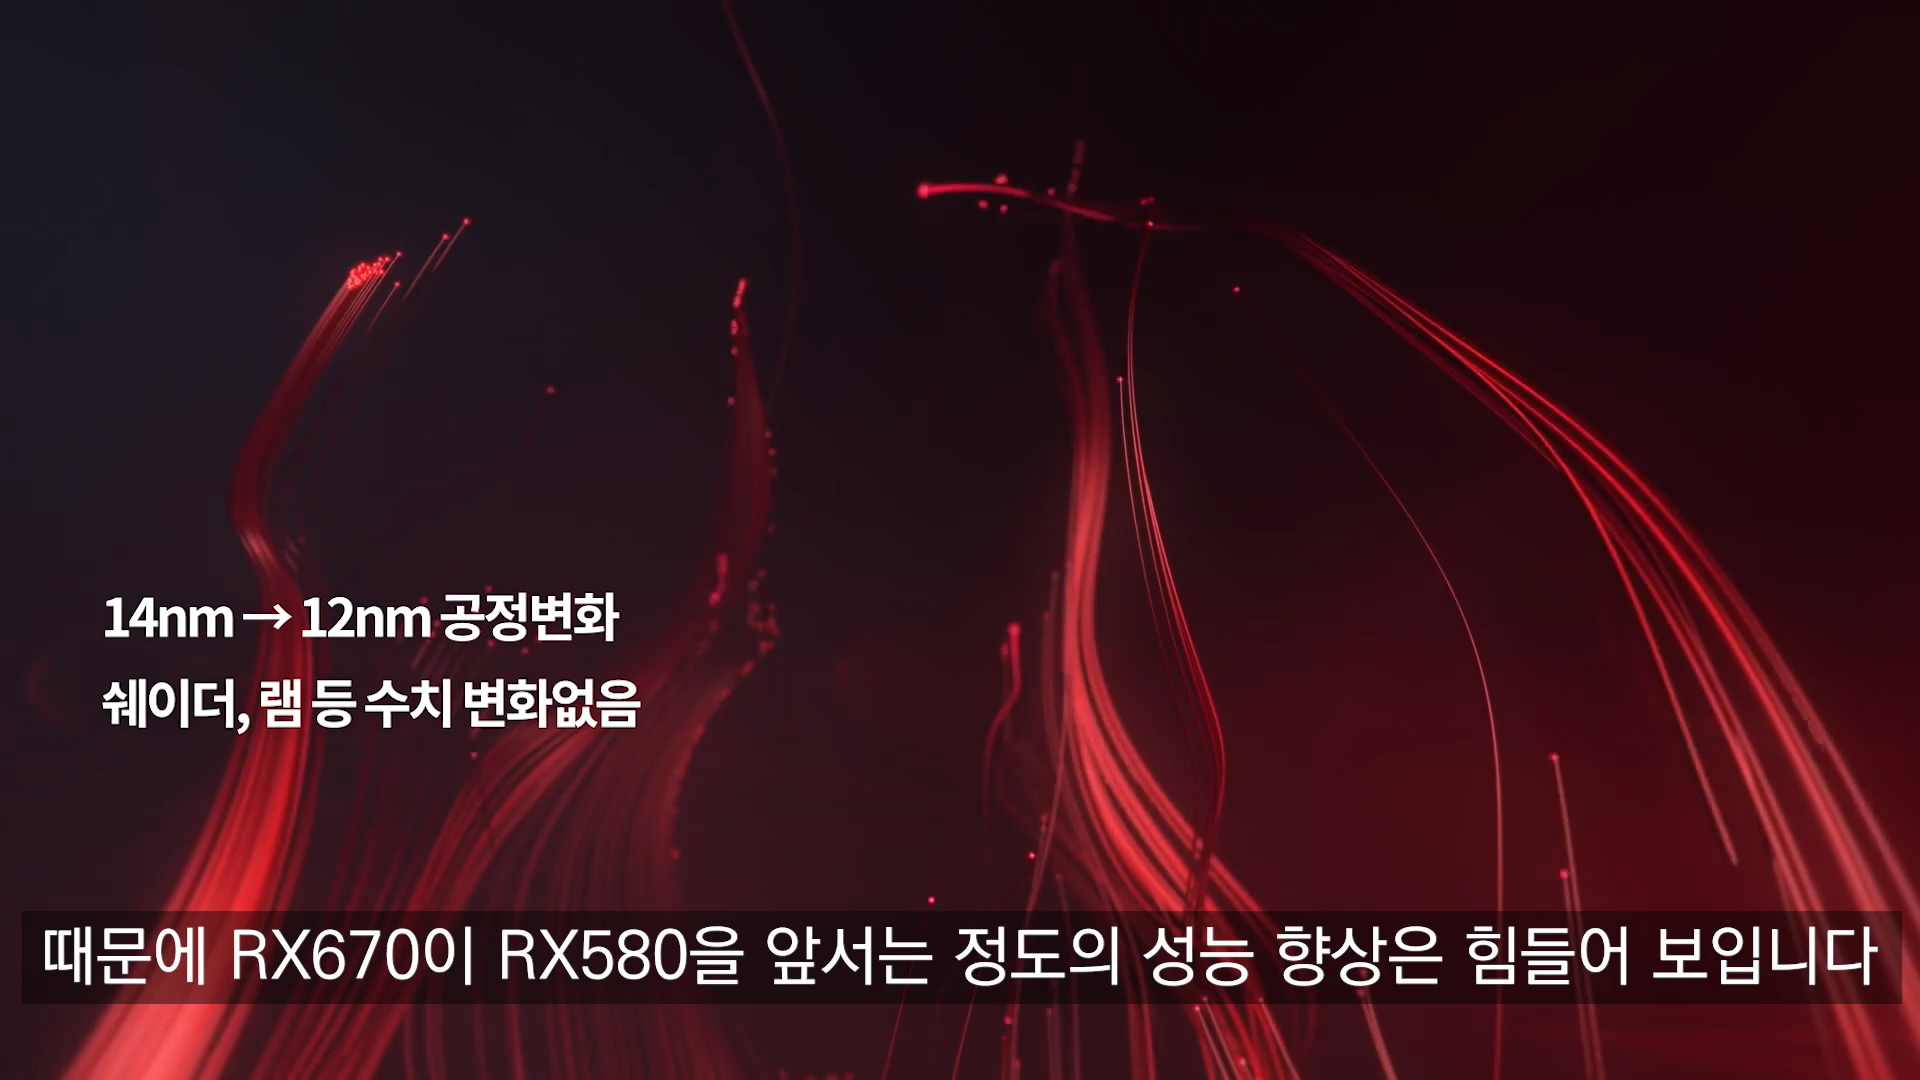 14nm → 12nm 공정변화
쉐이더, 램 등 수치 변화없음
때문에 RX670이 RX580을 앞서는 정도의 성능 향상은 힘들어 보입니다